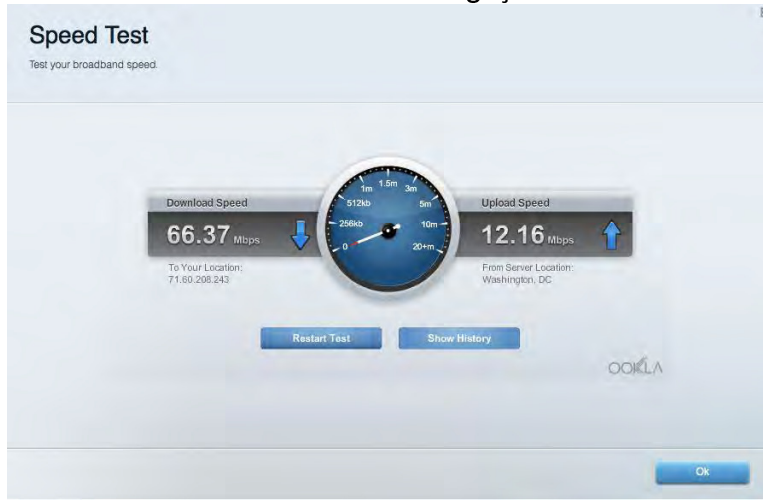 Speed Test
Test your broadband speed.
Download Speed
66.37 Mbps
To Your Location:
71.60.208.243
0
256kb
512kb
1m
1.5m
3m
5m
10m
20+m
Upload Speed
12.16 Mbps
From Server Location:
Washington, DC
Restart Test
Show History
OOKLA
Ok